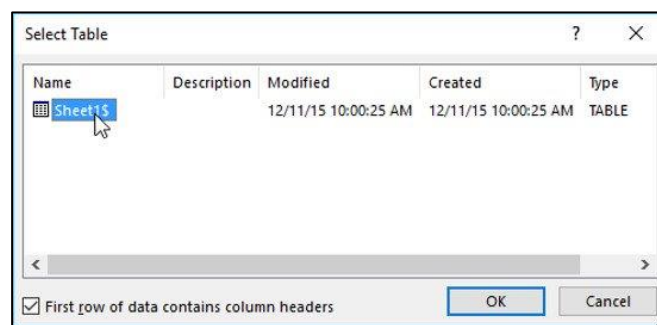 Select Table ? ×
Name Description Modified Created Type
Sheet1$ 12/11/15 10:00:25 AM 12/11/15 10:00:25 AM TABLE
First row of data contains column headers OK Cancel